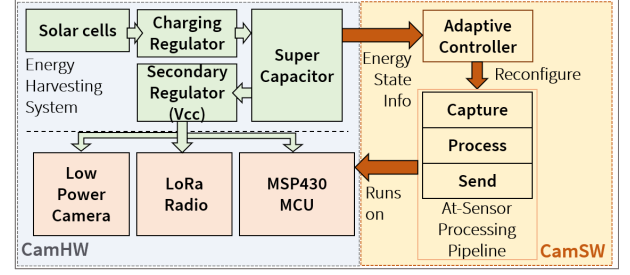 Solar cells
Charging
Regulator
Super
Capacitor
Energy
Harvesting
System
Secondary
Regulator
(Vcc)
Low
Power
Camera
LoRa
Radio
MSP430
MCU
CamHW
Energy
State
Info
Adaptive
Controller
Reconfigure
Capture
Process
Send
Runs
on
At-Sensor
Processing
Pipeline
CamSW